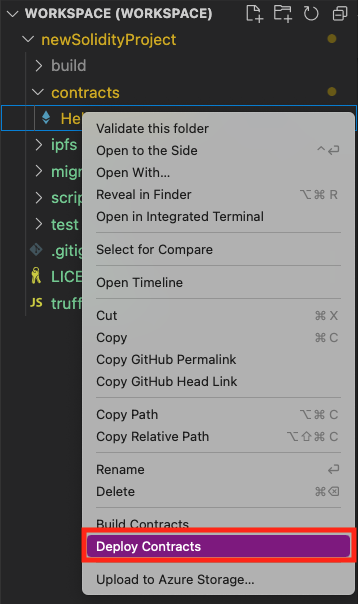 WORKSPACE (WORKSPACE)
newSolidityProject
build
contracts
Hel
ipfs
migr
scrip
test
.gitig
LICE
JS truff
Validate this folder
Open to the Side ^↩
Open With...
Reveal in Finder ⌥⌘ R
Open in Integrated Terminal
Select for Compare
Open Timeline
Cut ⌘ X
Copy ⌘ C
Copy GitHub Permalink
Copy GitHub Head Link
Copy Path ⌥⌘ C
Copy Relative Path ⌥⇧⌘ C
Rename ↩
Delete ⌘⌫
Build Contracts
Deploy Contracts
Upload to Azure Storage...